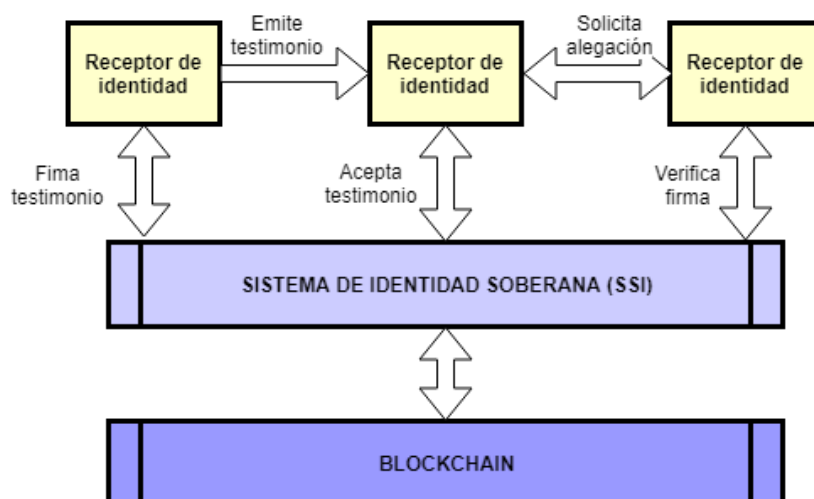 Emite
testimonio
Solicita
alegación
Receptor de
identidad
Receptor de
identidad
Receptor de
identidad
Fima
testimonio
Acepta
testimonio
Verifica
firma
SISTEMA DE IDENTIDAD SOBERANA (SSI)
BLOCKCHAIN